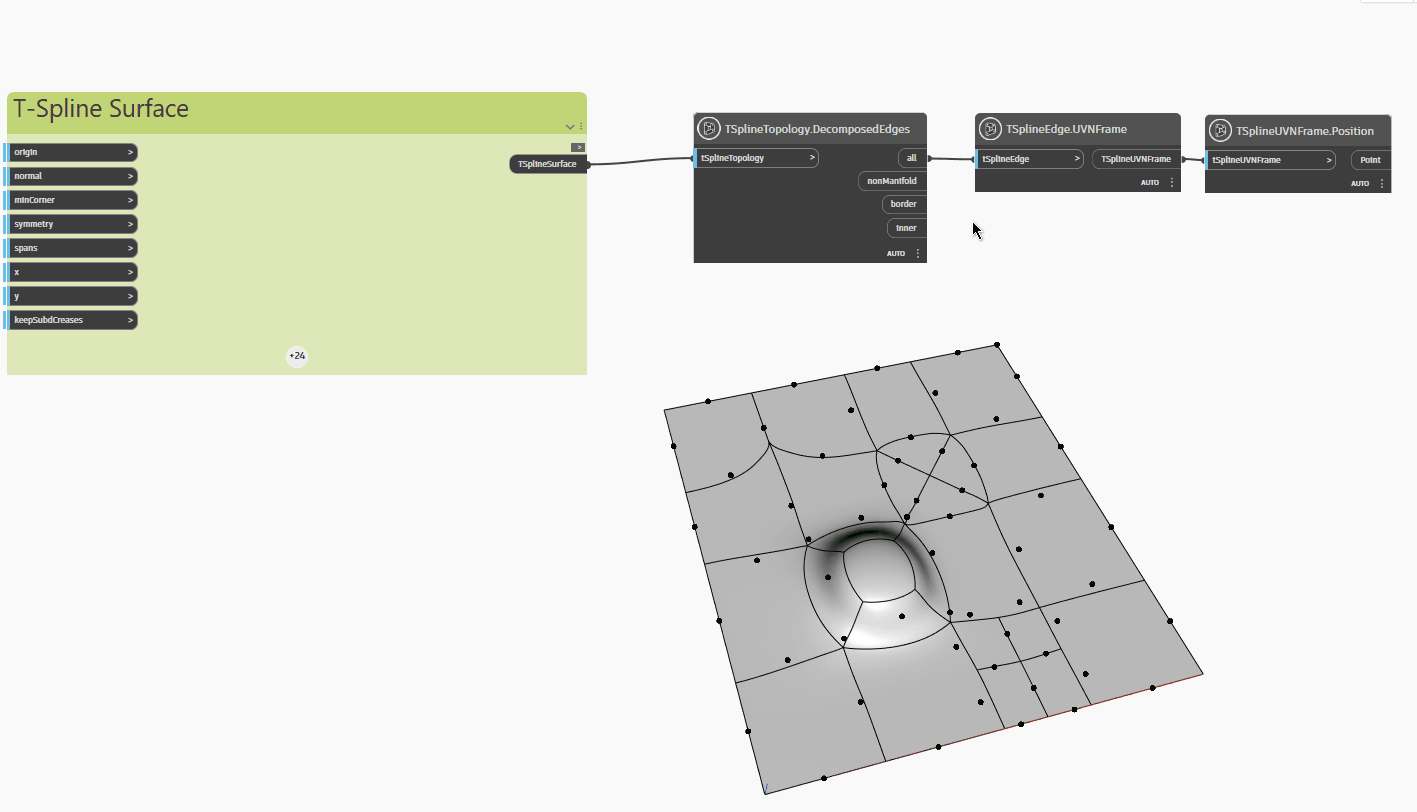 T-Spline Surface
origin >
normal >
minCorner >
symmetry >
spans >
x >
y >
keepSubdCreases >
>
TSplineSurface
+24
TSplineTopology.DecomposedEdges
tSplineTopology >
all
nonManifold
border
inner
AUTO
TSplineEdge.UVNFrame
tSplineEdge >
TSplineUVNFrame
AUTO
TSplineUVNFrame.Position
tSplineUVNFrame >
Point
AUTO